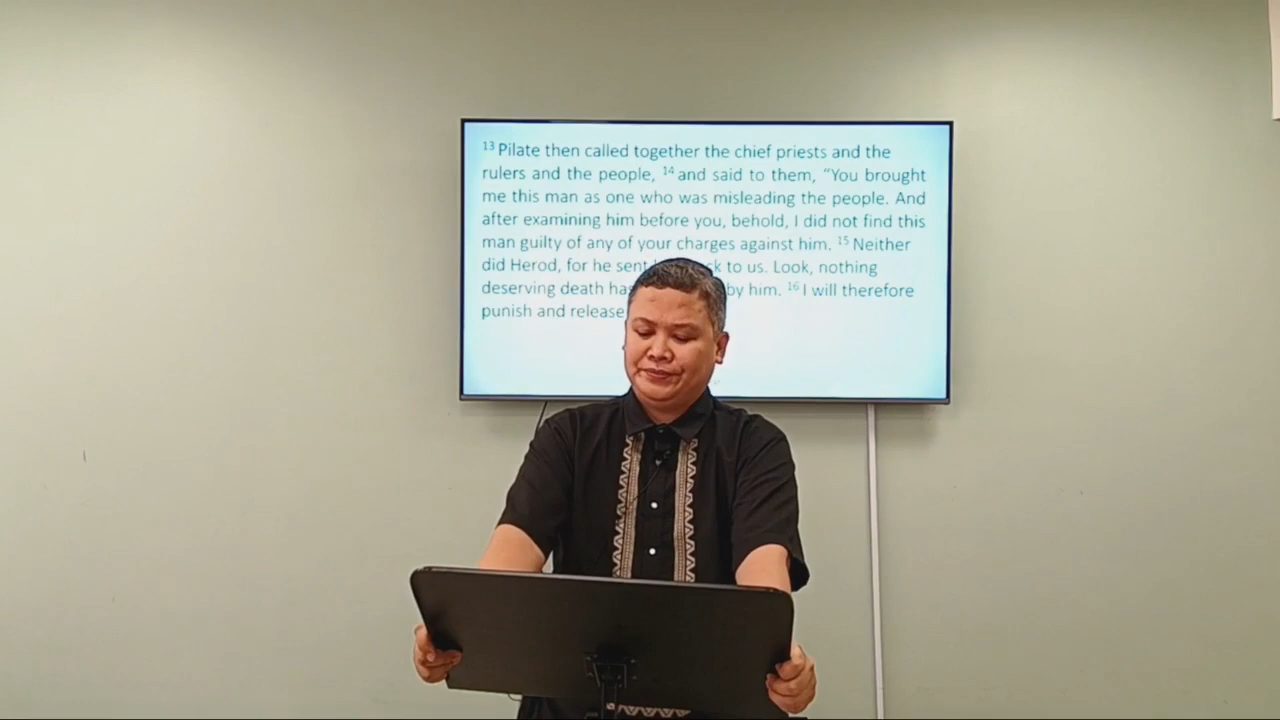 13 Pilate then called together the chief priests and the
rulers and the people, 14 and said to them, “You brought
me this man as one who was misleading the people. And
after examining him before you, behold, I did not find this
man guilty of any of your charges against him. 15 Neither
did Herod, for he sent to us. Look, nothing
deserving death has by him. 16 I will therefore
punish and release